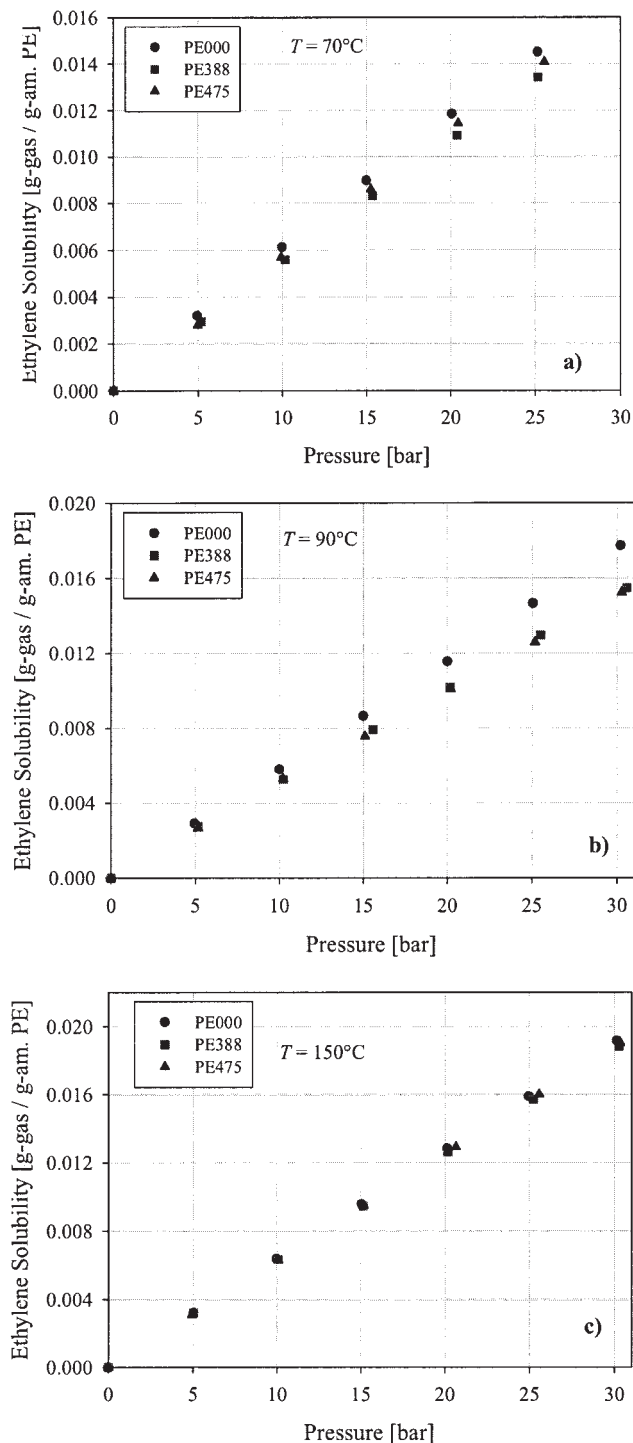 0.016
0.014
0.012
0.010
0.008
0.006
0.004
0.002
0.000
Ethylene Solubility [g-gas / g-am. PE]
PE000
PE388
PE475
T = 70°C
a)
0 5 10 15 20 25 30
Pressure [bar]
0.020
0.016
0.012
0.008
0.004
0.000
Ethylene Solubility [g-gas / g-am. PE]
PE000
PE388
PE475
T = 90°C
b)
0 5 10 15 20 25 30
Pressure [bar]
0.020
0.016
0.012
0.008
0.004
0.000
Ethylene Solubility [g-gas / g-am. PE]
PE000
PE388
PE475
T = 150°C
c)
0 5 10 15 20 25 30
Pressure [bar]